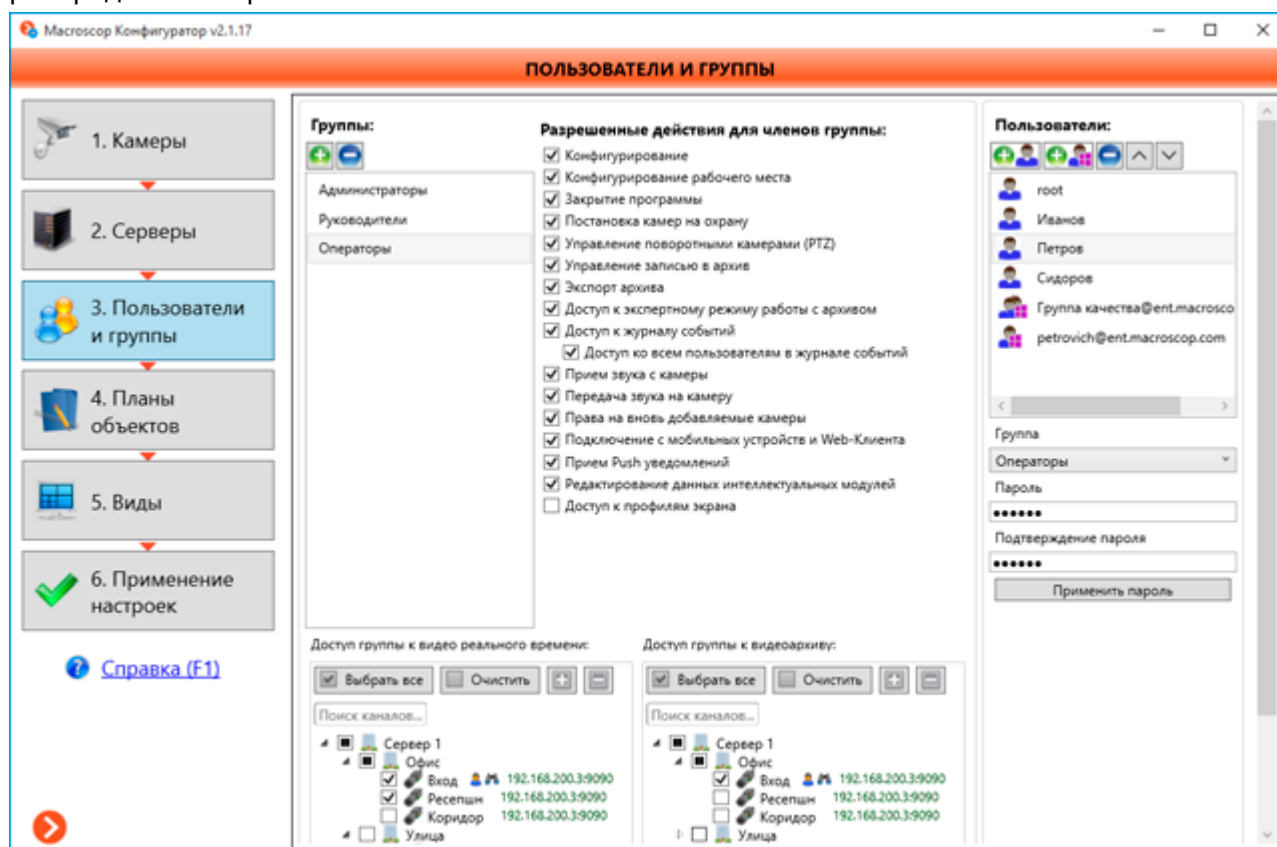 Macroscop Конфигуратор v2.1.17
ПОЛЬЗОВАТЕЛИ И ГРУППЫ
1. Камеры
2. Серверы
3. Пользователи
и группы
4. Планы
объектов
5. Виды
6. Применение
настроек
Справка (F1)
Группы:
Администраторы
Руководители
Операторы
Разрешенные действия для членов группы:
Конфигурирование
Конфигурирование рабочего места
Закрытие программы
Постановка камер на охрану
Управление поворотными камерами (PTZ)
Управление записью в архив
Экспорт архива
Доступ к экспертному режиму работы с архивом
Доступ к журналу событий
Доступ ко всем пользователям в журнале событий
Прием звука с камеры
Передача звука на камеру
Права на вновь добавляемые камеры
Подключение с мобильных устройств и Web-Клиента
Прием Push уведомлений
Редактирование данных интеллектуальных модулей
Доступ к профилям экрана
Доступ группы к видео реального времени:
Выбрать все Очистить
Поиск каналов...
Сервер 1
Офис
Вход 192.168.200.3:9090
Ресепшн 192.168.200.3:9090
Коридор 192.168.200.3:9090
Улица
Доступ группы к видеоархиву:
Выбрать все Очистить
Поиск каналов...
Сервер 1
Офис
Вход 192.168.200.3:9090
Ресепшн 192.168.200.3:9090
Коридор 192.168.200.3:9090
Улица
Пользователи:
root
Иванов
Петров
Сидоров
Группа качества@ent.macrosco
petrovich@ent.macroscop.com
Группа
Операторы
Пароль
Подтверждение пароля
Применить пароль